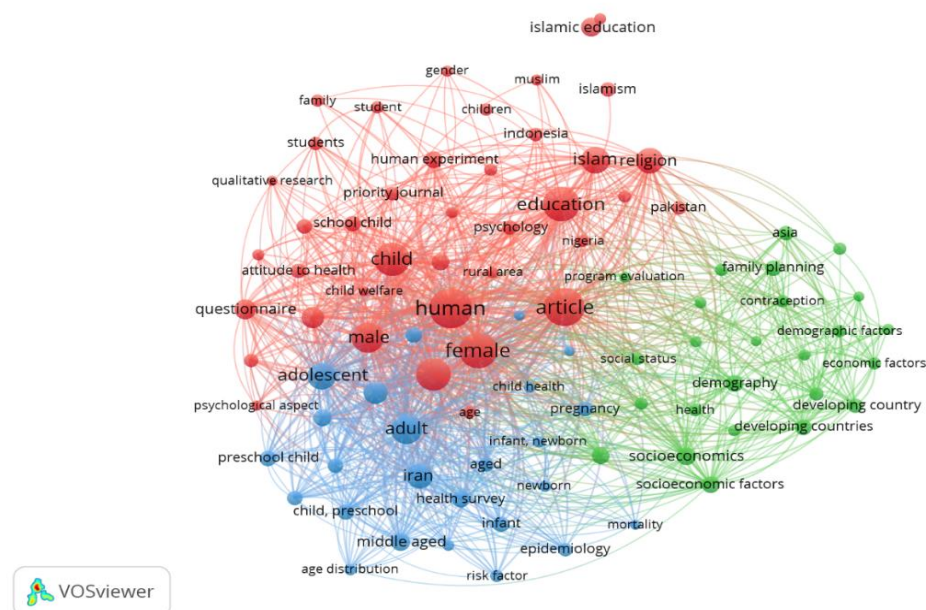 islamic education
gender
muslim
islamism
family
student
children
students
indonesia
human experiment
islam
religion
qualitative research
priority journal
education
pakistan
school child
psychology
asia
nigeria
child
attitude to health
rural area
program evaluation
family planning
child welfare
questionnaire
human
article
contraception
male
demographic factors
female
social status
economic factors
adolescent
child health
demography
psychological aspect
age
pregnancy
health
developing country
adult
developing countries
infant, newborn
preschool child
aged
socioeconomics
iran
newborn
socioeconomic factors
health survey
child, preschool
infant
mortality
middle aged
epidemiology
age distribution
risk factor
VOSviewer